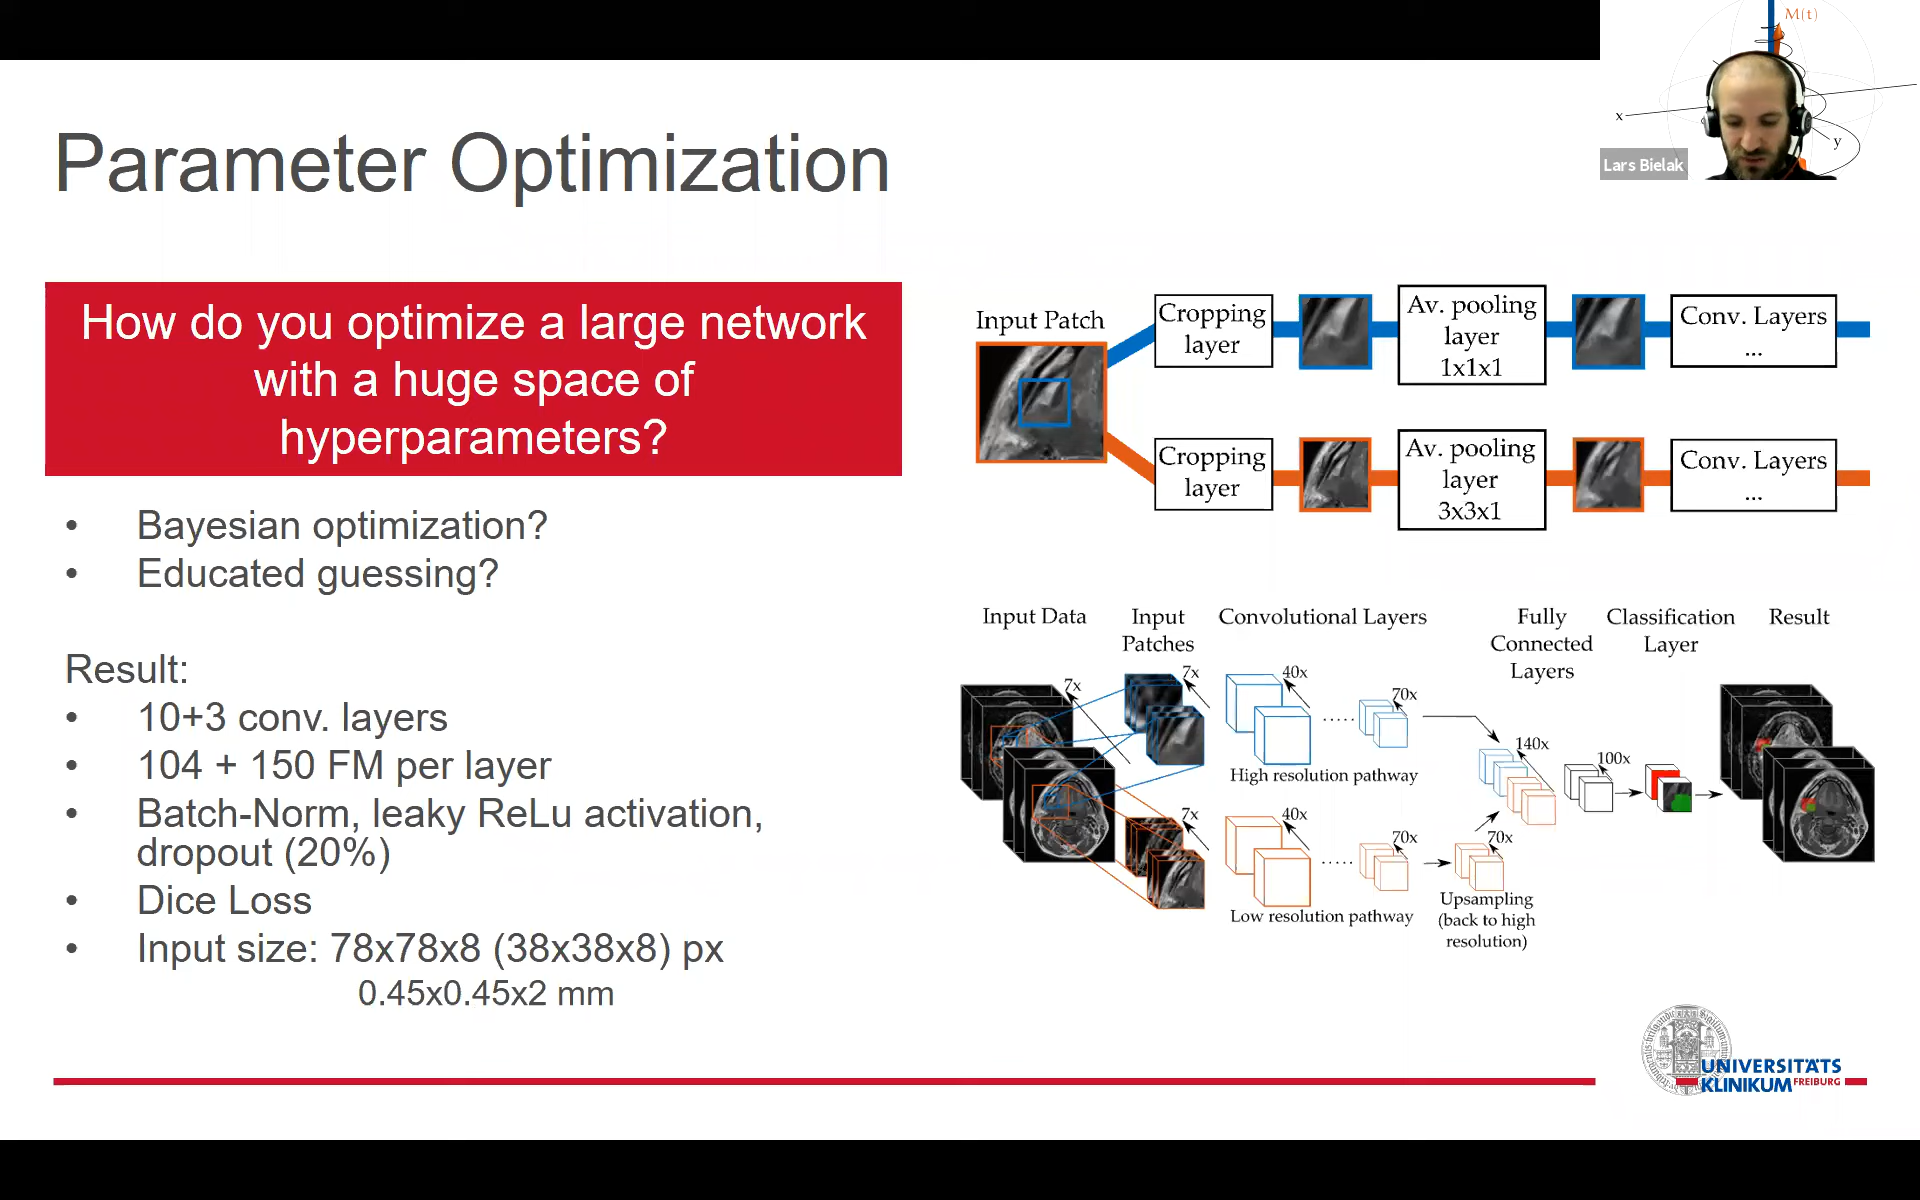 M(t)
x
y
Lars Bielak
Parameter Optimization
How do you optimize a large network
with a huge space of
hyperparameters?
• Bayesian optimization?
• Educated guessing?
Result:
• 10+3 conv. layers
• 104 + 150 FM per layer
• Batch-Norm, leaky ReLu activation,
dropout (20%)
• Dice Loss
• Input size: 78x78x8 (38x38x8) px
0.45x0.45x2 mm
Input Patch
Cropping
layer
Av. pooling
layer
1x1x1
Conv. Layers
...
Cropping
layer
Av. pooling
layer
3x3x1
Conv. Layers
...
Input Data
Input
Patches
Convolutional Layers
Fully
Connected
Layers
Classification
Layer
Result
7x
7x
40x
.....
70x
High resolution pathway
140x
100x
7x
40x
.....
70x
70x
Low resolution pathway
Upsampling
(back to high
resolution)
UNIVERSITÄTS
KLINIKUM FREIBURG